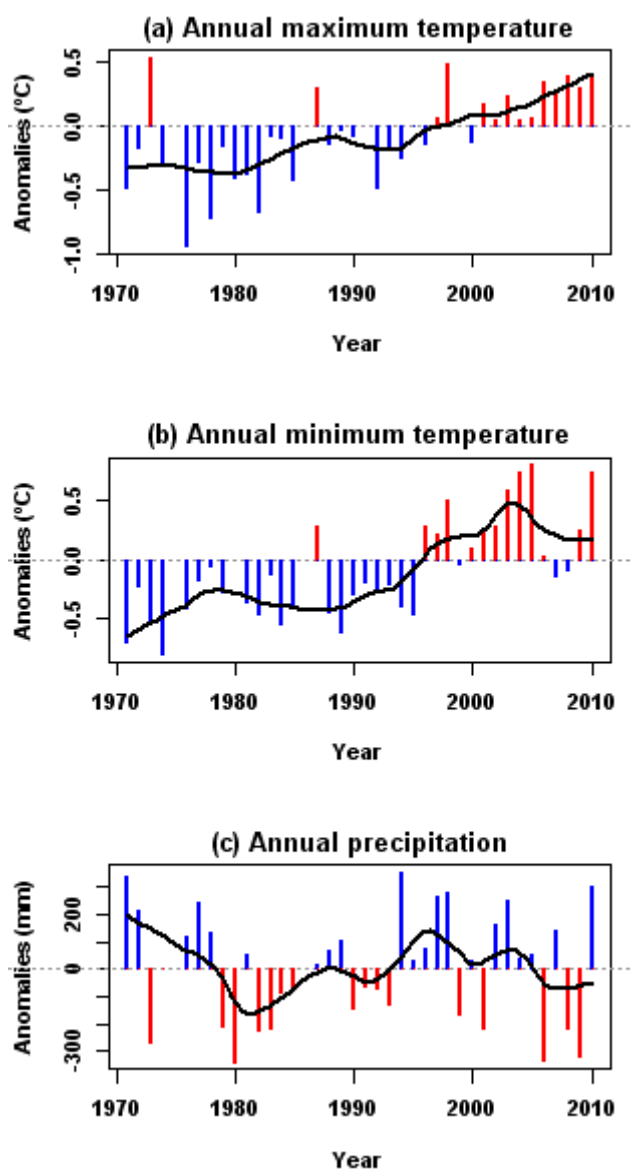 (a) Annual maximum temperature
Anomalies (°C)
0.5
0.0
-0.5
-1.0
1970 1980 1990 2000 2010
Year
(b) Annual minimum temperature
Anomalies (°C)
0.5
0.0
-0.5
1970 1980 1990 2000 2010
Year
(c) Annual precipitation
Anomalies (mm)
200
0
-300
1970 1980 1990 2000 2010
Year